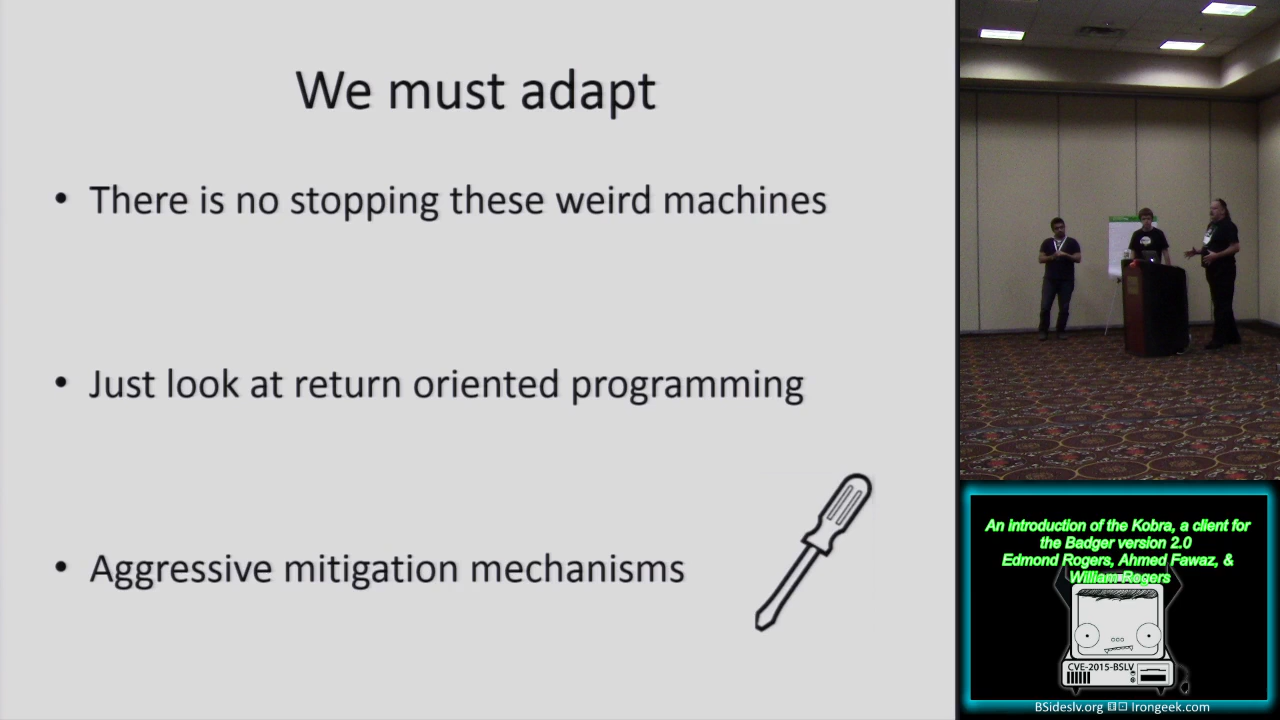 We must adapt
• There is no stopping these weird machines
• Just look at return oriented programming
• Aggressive mitigation mechanisms
An introduction of the Kobra, a client for
the Badger version 2.0
Edmond Rogers, Ahmed Fawaz, &
William Rogers
CVE-2015-BSLV
BSideslv.org Irongeek.com